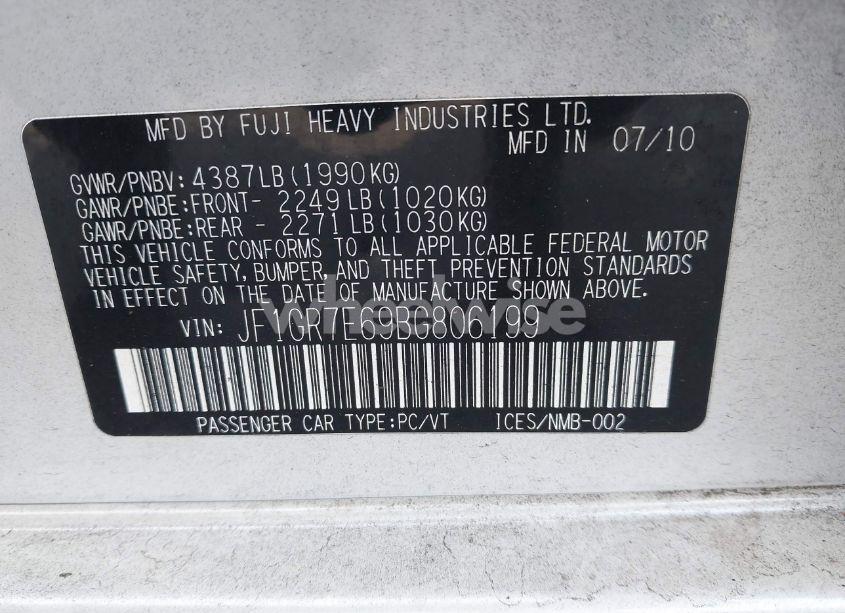 MFD BY FUJI HEAVY INDUSTRIES LTD.
MFD IN 07/10
GVWR/PNBV: 4387LB(1990KG)
GAWR/PNBE:FRONT- 2249LB(1020KG)
GAWR/PNBE:REAR - 2271LB(1030KG)
THIS VEHICLE CONFORMS TO ALL APPLICABLE FEDERAL MOTOR
VEHICLE SAFETY, BUMPER, AND THEFT PREVENTION STANDARDS
IN EFFECT ON THE DATE OF MANUFACTURE SHOWN ABOVE.
wheelwise
VIN: JF1GR7E69BG806199
PASSENGER CAR TYPE:PC/VT ICES/NMB-002